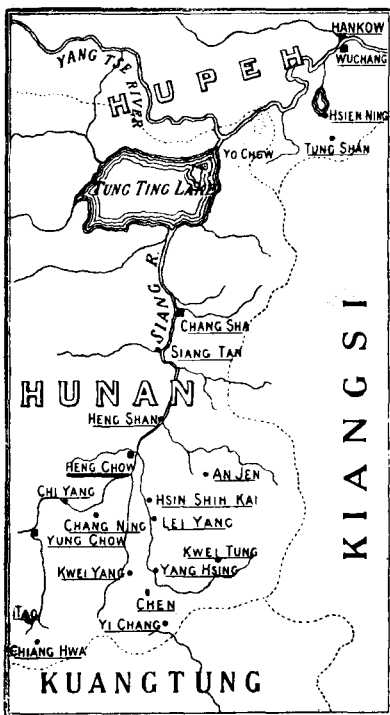 HANKOW
YANG TSE RIVER
WUCHANG
HUPEH
HSIEN NING
YO CHOW
TUNG SHAN
TUNG TING LAKE
SIANG R.
CHANG SHA
SIANG TAN
KIANGSI
HUNAN
HENG SHAN
HENG CHOW
AN JEN
CHI YANG
HSIN SHIH KAI
CHANG NING
LEI YANG
YUNG CHOW
KWEI TUNG
KWEI YANG
YANG HSING
CHEN
TAO
YI CHANG
CHIANG HWA
KUANGTUNG